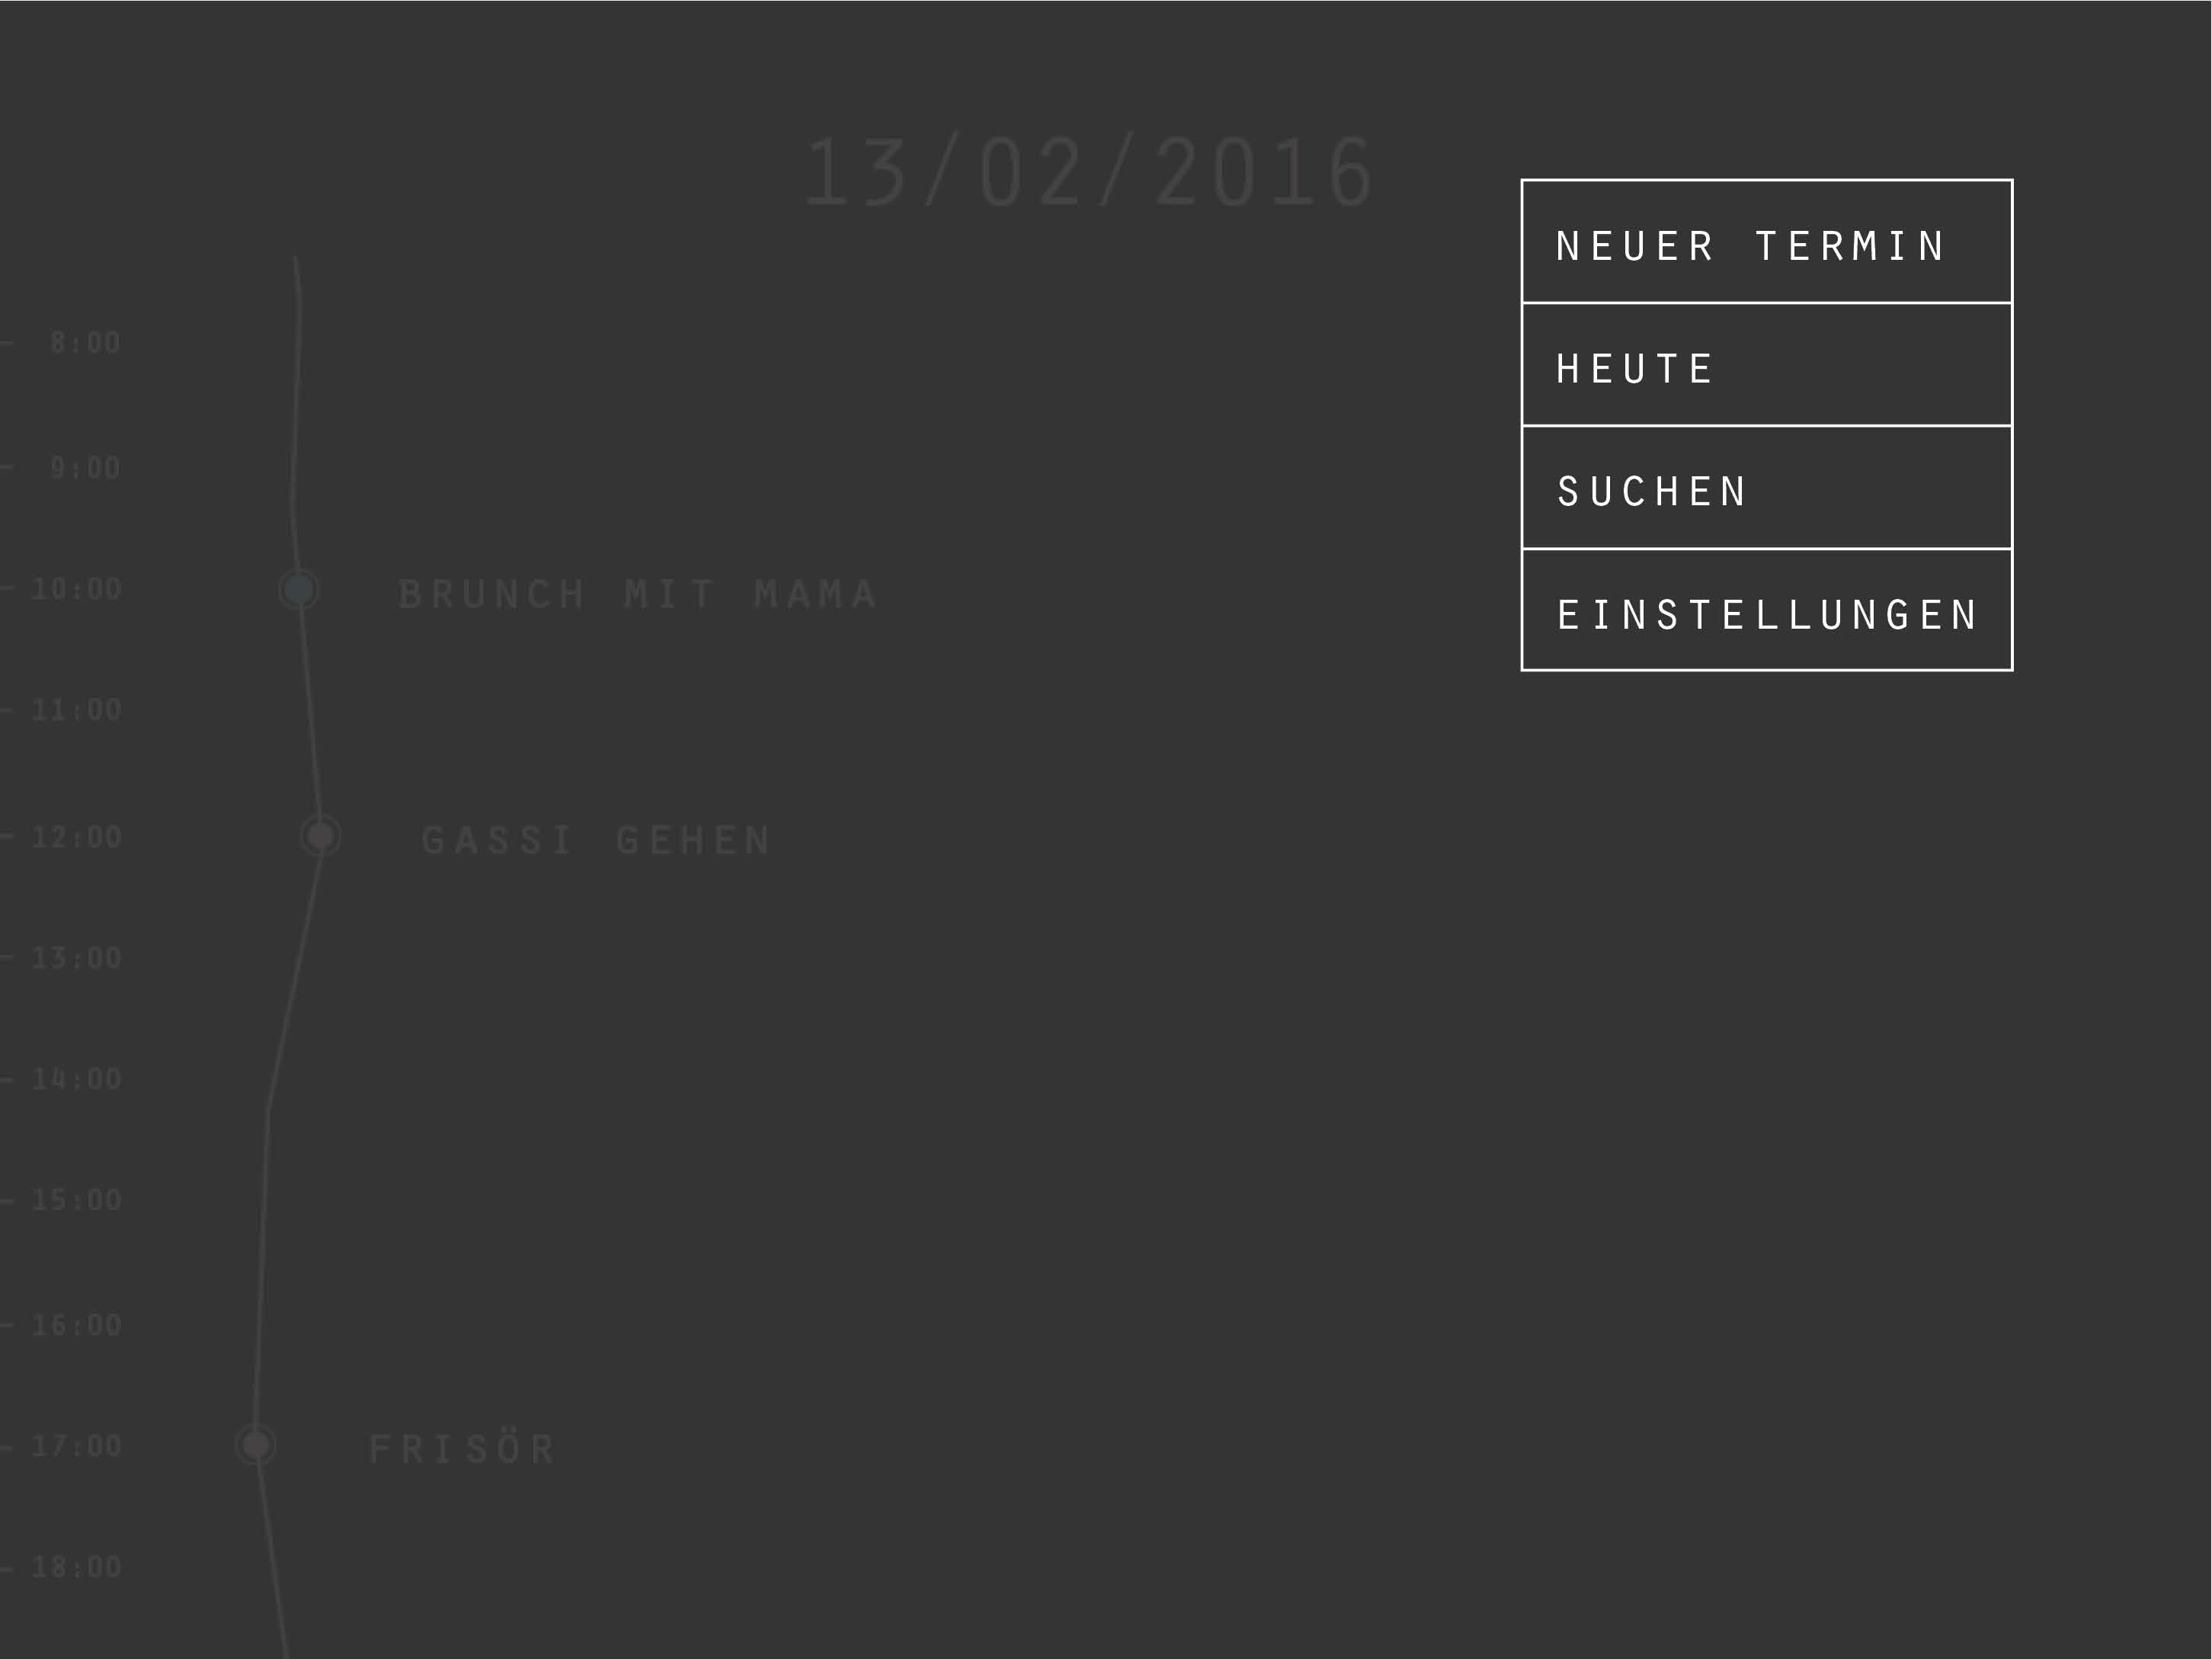 13/02/2016
NEUER TERMIN
HEUTE
SUCHEN
EINSTELLUNGEN
8:00
9:00
10:00 BRUNCH MIT MAMA
11:00
12:00 GASSI GEHEN
13:00
14:00
15:00
16:00
17:00 FRISÖR
18:00